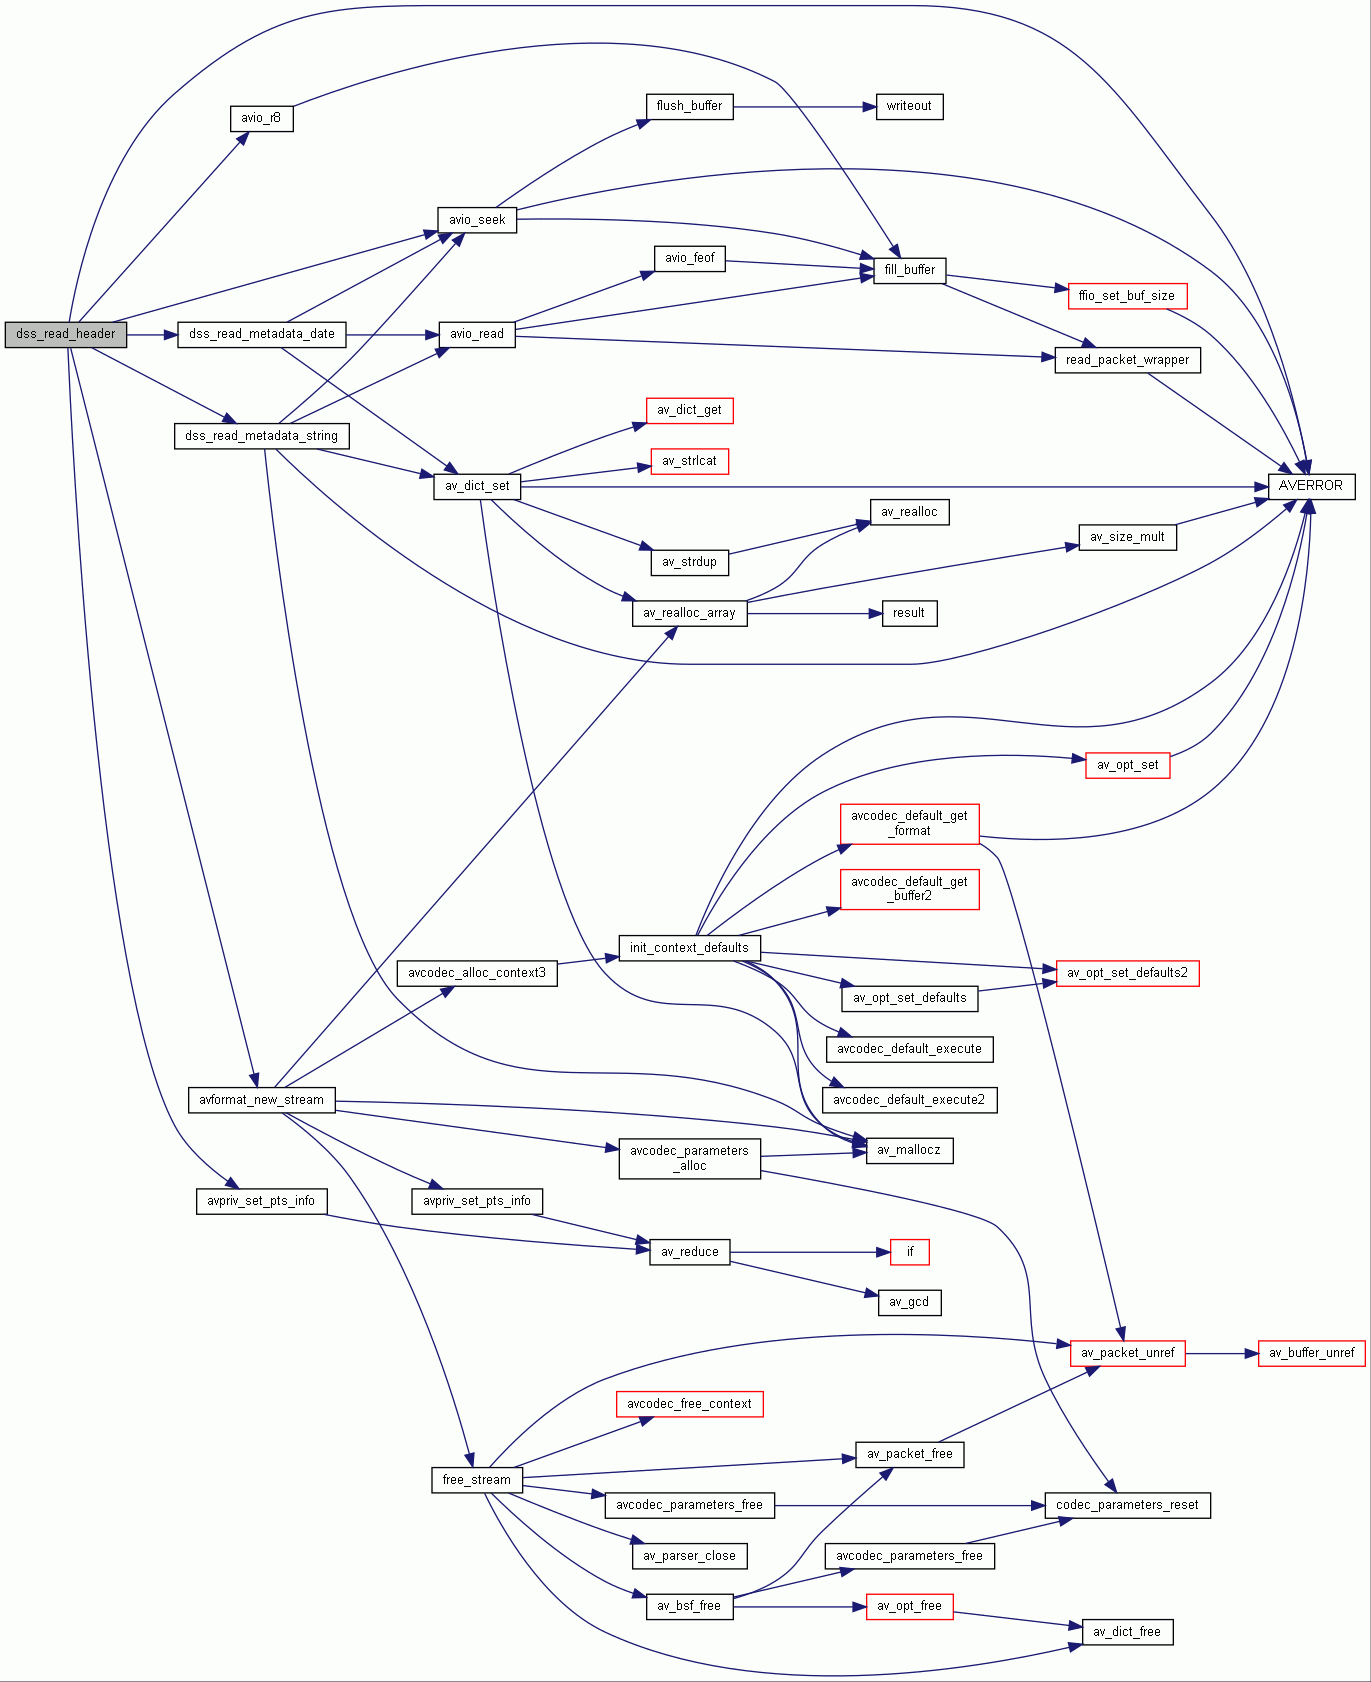 flush_buffer
writeout
avio_r8
avio_seek
avio_feof
fill_buffer
ffio_set_buf_size
dss_read_header
dss_read_metadata_date
avio_read
read_packet_wrapper
av_dict_get
dss_read_metadata_string
av_strlcat
av_dict_set
AVERROR
av_realloc
av_size_mult
av_strdup
av_realloc_array
result
av_opt_set
avcodec_default_get
_format
avcodec_default_get
_buffer2
init_context_defaults
avcodec_alloc_context3
av_opt_set_defaults2
av_opt_set_defaults
avcodec_default_execute
avformat_new_stream
avcodec_default_execute2
avcodec_parameters
_alloc
av_mallocz
avpriv_set_pts_info
avpriv_set_pts_info
av_reduce
if
av_gcd
av_packet_unref
av_buffer_unref
avcodec_free_context
av_packet_free
free_stream
avcodec_parameters_free
codec_parameters_reset
av_parser_close
avcodec_parameters_free
av_bsf_free
av_opt_free
av_dict_free